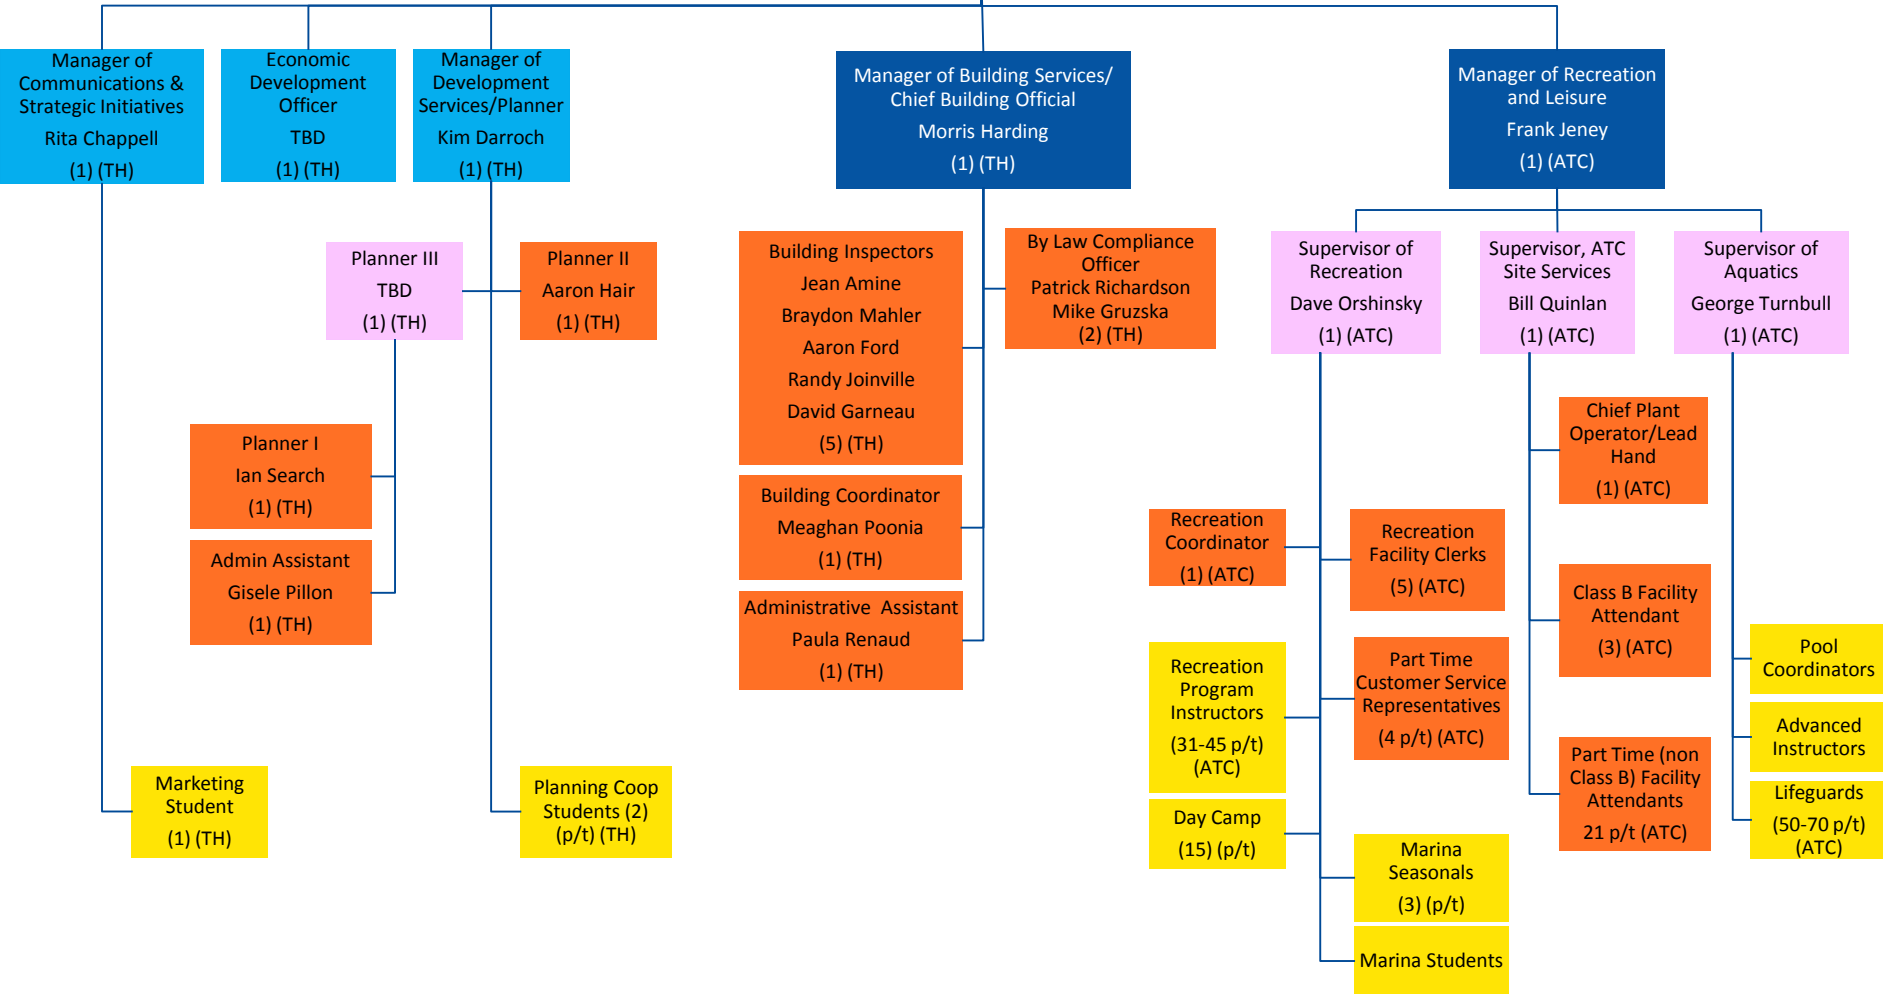 Manager of
Communications &
Strategic Initiatives
Rita Chappell
(1) (TH)
Economic
Development
Officer
TBD
(1) (TH)
Manager of
Development
Services/Planner
Kim Darroch
(1) (TH)
Manager of Building Services/
Chief Building Official
Morris Harding
(1) (TH)
Manager of Recreation
and Leisure
Frank Jeney
(1) (ATC)
Planner III
TBD
(1) (TH)
Planner II
Aaron Hair
(1) (TH)
Planner I
Ian Search
(1) (TH)
Admin Assistant
Gisele Pillon
(1) (TH)
Marketing
Student
(1) (TH)
Planning Coop
Students (2)
(p/t) (TH)
Building Inspectors
Jean Amine
Braydon Mahler
Aaron Ford
Randy Joinville
David Garneau
(5) (TH)
By Law Compliance
Officer
Patrick Richardson
Mike Gruzska
(2) (TH)
Building Coordinator
Meaghan Poonia
(1) (TH)
Administrative  Assistant
Paula Renaud
(1) (TH)
Supervisor of
Recreation
Dave Orshinsky
(1) (ATC)
Supervisor, ATC
Site Services
Bill Quinlan
(1) (ATC)
Supervisor of
Aquatics
George Turnbull
(1) (ATC)
Recreation
Coordinator
(1) (ATC)
Recreation
Facility Clerks
(5) (ATC)
Recreation
Program
Instructors
(31-45 p/t)
(ATC)
Part Time
Customer Service
Representatives
(4 p/t) (ATC)
Day Camp
(15) (p/t)
Marina
Seasonals
(3) (p/t)
Marina Students
Chief Plant
Operator/Lead
Hand
(1) (ATC)
Class B Facility
Attendant
(3) (ATC)
Part Time (non
Class B) Facility
Attendants
21 p/t (ATC)
Pool
Coordinators
Advanced
Instructors
Lifeguards
(50-70 p/t)
(ATC)